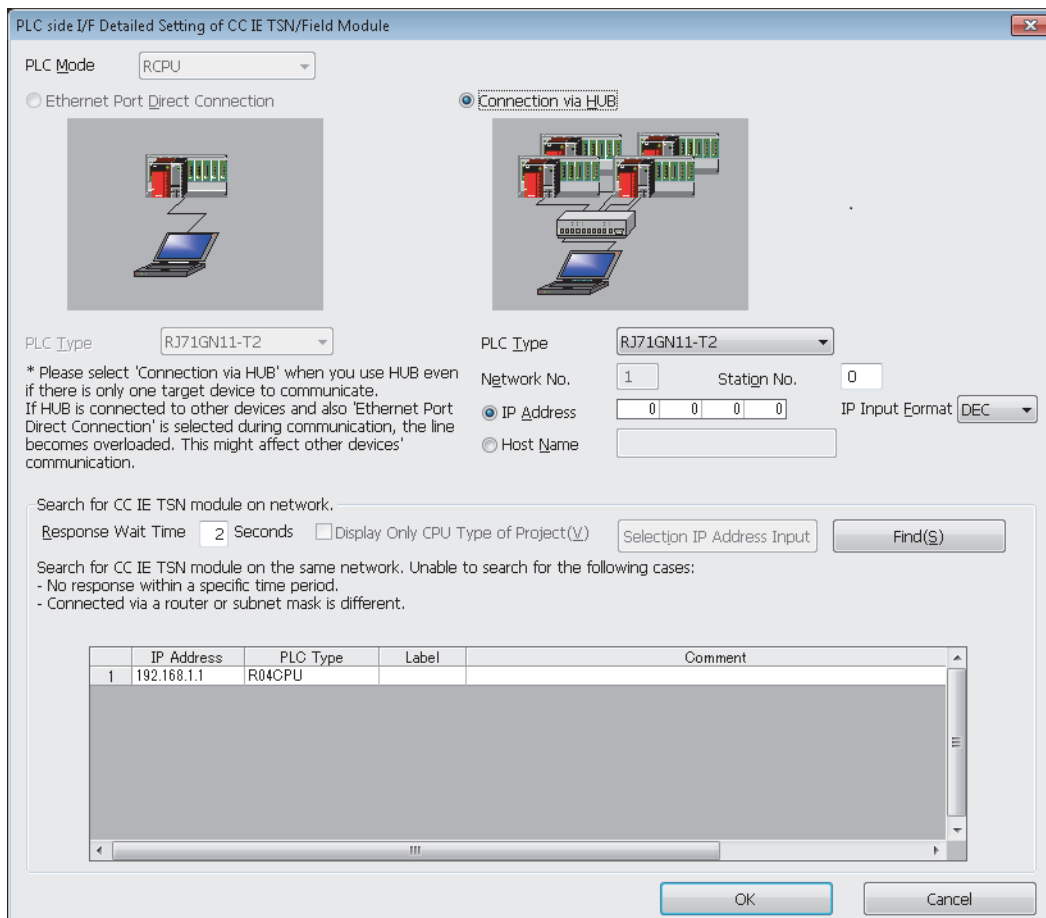 PLC side I/F Detailed Setting of CC IE TSN/Field Module
PLC Mode
RCPU
Ethernet Port Direct Connection
Connection via HUB
PLC Type
RJ71GN11-T2
* Please select 'Connection via HUB' when you use HUB even
if there is only one target device to communicate.
If HUB is connected to other devices and also 'Ethernet Port
Direct Connection' is selected during communication, the line
becomes overloaded. This might affect other devices'
communication.
PLC Type
RJ71GN11-T2
Network No.
1
Station No.
0
IP Address
0 0 0 0
IP Input Format
DEC
Host Name
Search for CC IE TSN module on network.
Response Wait Time 2 Seconds
Display Only CPU Type of Project(V)
Selection IP Address Input
Find(S)
Search for CC IE TSN module on the same network. Unable to search for the following cases:
- No response within a specific time period.
- Connected via a router or subnet mask is different.
IP Address PLC Type Label Comment
1 192.168.1.1 R04CPU
OK
Cancel